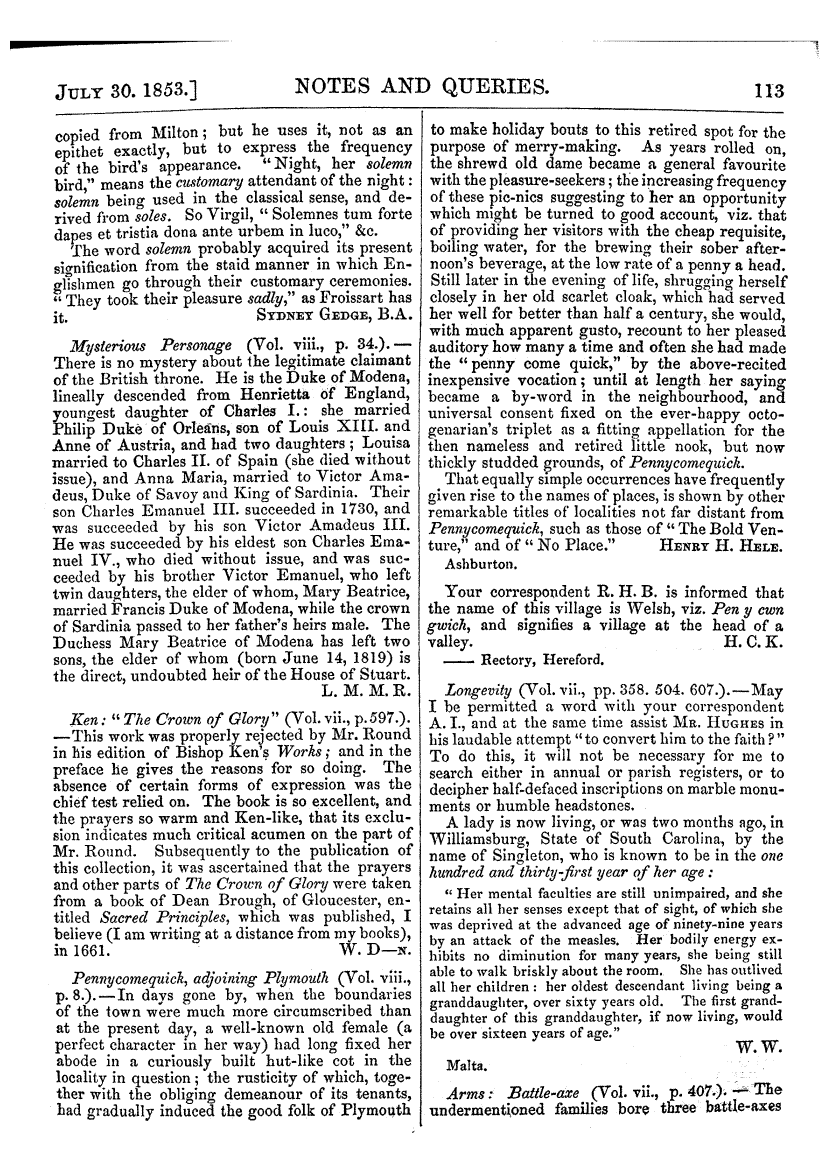 JULY 30. 1853.] NOTES AND QUERIES. 113
copied from Milton; but he uses it, not as an
epithet exactly, but to express the frequency
of the bird's appearance. "Night, her solemn
bird," means the customary attendant of the night:
solemn being used in the classical sense, and de-
rived from soles. So Virgil, "Solemnes tum forte
dapes et tristia dona ante urbem in luco," &c.
The word solemn probably acquired its present
signification from the staid manner in which En-
glishmen go through their customary ceremonies.
"They took their pleasure sadly," as Froissart has
it. SYDNEY GEDGE, B.A.
Mysterious Personage (Vol. viii., p. 34.).—
There is no mystery about the legitimate claimant
of the British throne. He is the Duke of Modena,
lineally descended from Henrietta of England,
youngest daughter of Charles I.: she married
Philip Duke of Orleans, son of Louis XIII. and
Anne of Austria, and had two daughters; Louisa
married to Charles II. of Spain (she died without
issue), and Anna Maria, married to Victor Ama-
deus, Duke of Savoy and King of Sardinia. Their
son Charles Emanuel III. succeeded in 1730, and
was succeeded by his son Victor Amadeus III.
He was succeeded by his eldest son Charles Ema-
nuel IV., who died without issue, and was suc-
ceeded by his brother Victor Emanuel, who left
twin daughters, the elder of whom, Mary Beatrice,
married Francis Duke of Modena, while the crown
of Sardinia passed to her father's heirs male. The
Duchess Mary Beatrice of Modena has left two
sons, the elder of whom (born June 14, 1819) is
the direct, undoubted heir of the House of Stuart.
L. M. M. R.
Ken: "The Crown of Glory" (Vol. vii., p. 597.).
—This work was properly rejected by Mr. Round
in his edition of Bishop Ken's Works; and in the
preface he gives the reasons for so doing. The
absence of certain forms of expression was the
chief test relied on. The book is so excellent, and
the prayers so warm and Ken-like, that its exclu-
sion indicates much critical acumen on the part of
Mr. Round. Subsequently to the publication of
this collection, it was ascertained that the prayers
and other parts of The Crown of Glory were taken
from a book of Dean Brough, of Gloucester, en-
titled Sacred Principles, which was published, I
believe (I am writing at a distance from my books),
in 1661. W. D—N.
Pennycomequick, adjoining Plymouth (Vol. viii.,
p. 8.).—In days gone by, when the boundaries
of the town were much more circumscribed than
at the present day, a well-known old female (a
perfect character in her way) had long fixed her
abode in a curiously built hut-like cot in the
locality in question; the rusticity of which, toge-
ther with the obliging demeanour of its tenants,
had gradually induced the good folk of Plymouth
to make holiday bouts to this retired spot for the
purpose of merry-making. As years rolled on,
the shrewd old dame became a general favourite
with the pleasure-seekers; the increasing frequency
of these pic-nics suggesting to her an opportunity
which might be turned to good account, viz. that
of providing her visitors with the cheap requisite,
boiling water, for the brewing their sober after-
noon's beverage, at the low rate of a penny a head.
Still later in the evening of life, shrugging herself
closely in her old scarlet cloak, which had served
her well for better than half a century, she would,
with much apparent gusto, recount to her pleased
auditory how many a time and often she had made
the "penny come quick," by the above-recited
inexpensive vocation; until at length her saying
became a by-word in the neighbourhood, and
universal consent fixed on the ever-happy octo-
genarian's triplet as a fitting appellation for the
then nameless and retired little nook, but now
thickly studded grounds, of Pennycomequick.
That equally simple occurrences have frequently
given rise to the names of places, is shown by other
remarkable titles of localities not far distant from
Pennycomequick, such as those of "The Bold Ven-
ture," and of "No Place." HENRY H. HELE.
Ashburton.
Your correspondent R. H. B. is informed that
the name of this village is Welsh, viz. Pen y cwn
gwich, and signifies a village at the head of a
valley. H. C. K.
—— Rectory, Hereford.
Longevity (Vol. vii., pp. 358. 504. 607.).—May
I be permitted a word with your correspondent
A. I., and at the same time assist MR. HUGHES in
his laudable attempt "to convert him to the faith?"
To do this, it will not be necessary for me to
search either in annual or parish registers, or to
decipher half-defaced inscriptions on marble monu-
ments or humble headstones.
A lady is now living, or was two months ago, in
Williamsburg, State of South Carolina, by the
name of Singleton, who is known to be in the one
hundred and thirty-first year of her age:
"Her mental faculties are still unimpaired, and she
retains all her senses except that of sight, of which she
was deprived at the advanced age of ninety-nine years
by an attack of the measles. Her bodily energy ex-
hibits no diminution for many years, she being still
able to walk briskly about the room. She has outlived
all her children: her oldest descendant living being a
granddaughter, over sixty years old. The first grand-
daughter of this granddaughter, if now living, would
be over sixteen years of age."
W. W.
Malta.
Arms: Battle-axe (Vol. vii., p. 407.).—The
undermentioned families bore three battle-axes